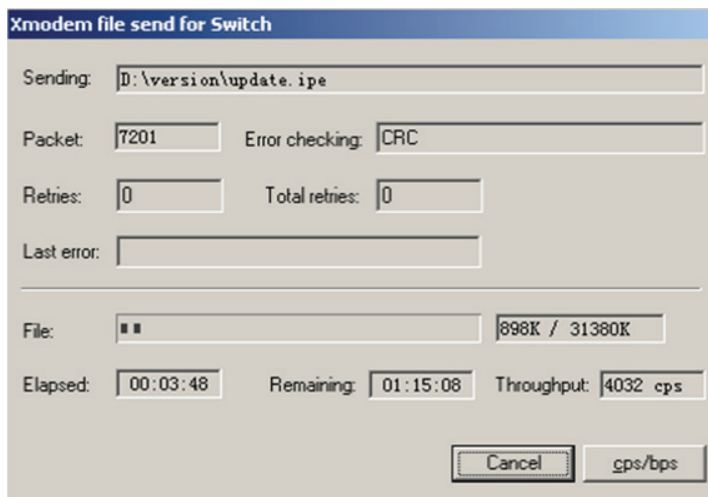 Xmodem file send for Switch
Sending: D:\version\update.ipe
Packet: 7201 Error checking: CRC
Retries: 0 Total retries: 0
Last error:
File: 898K / 31380K
Elapsed: 00:03:48 Remaining: 01:15:08 Throughput: 4032 cps
Cancel cps/bps